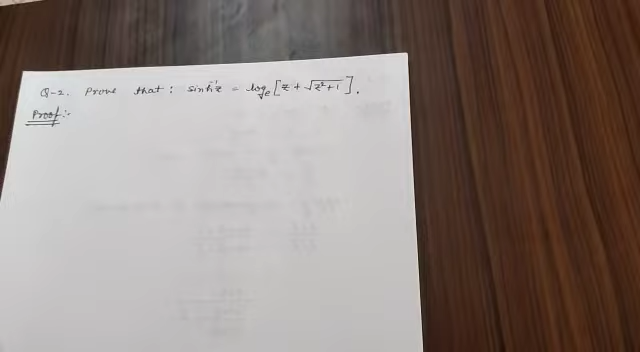 Q-2. Prove that : sinh⁻¹z = logₑ[z + √(z²+1)].
Proof:-